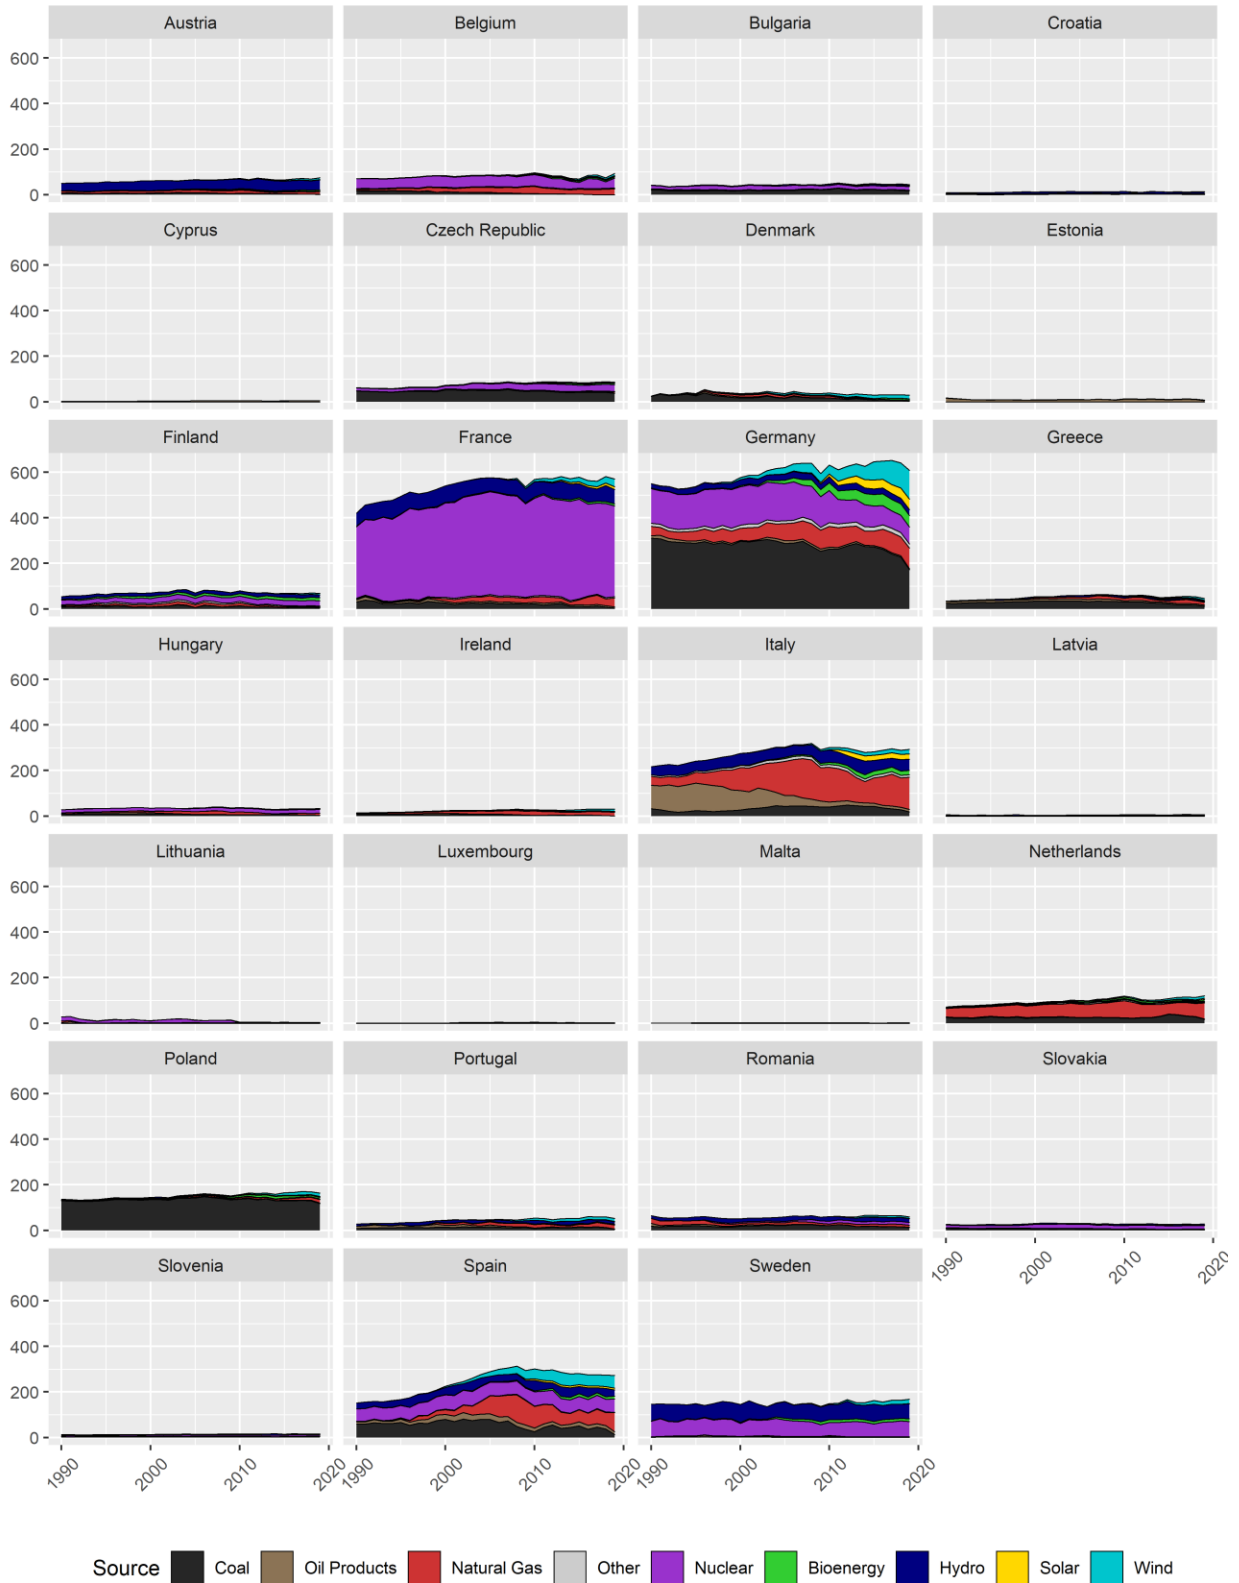 Austria Belgium Bulgaria Croatia
600
400
200
0
Cyprus Czech Republic Denmark Estonia
600
400
200
0
Finland France Germany Greece
600
400
200
0
Hungary Ireland Italy Latvia
600
400
200
0
Lithuania Luxembourg Malta Netherlands
600
400
200
0
Poland Portugal Romania Slovakia
600
400
200
0
1990 2000 2010 2020
Slovenia Spain Sweden
600
400
200
0
1990 2000 2010 2020 1990 2000 2010 2020 1990 2000 2010 2020
Source Coal Oil Products Natural Gas Other Nuclear Bioenergy Hydro Solar Wind